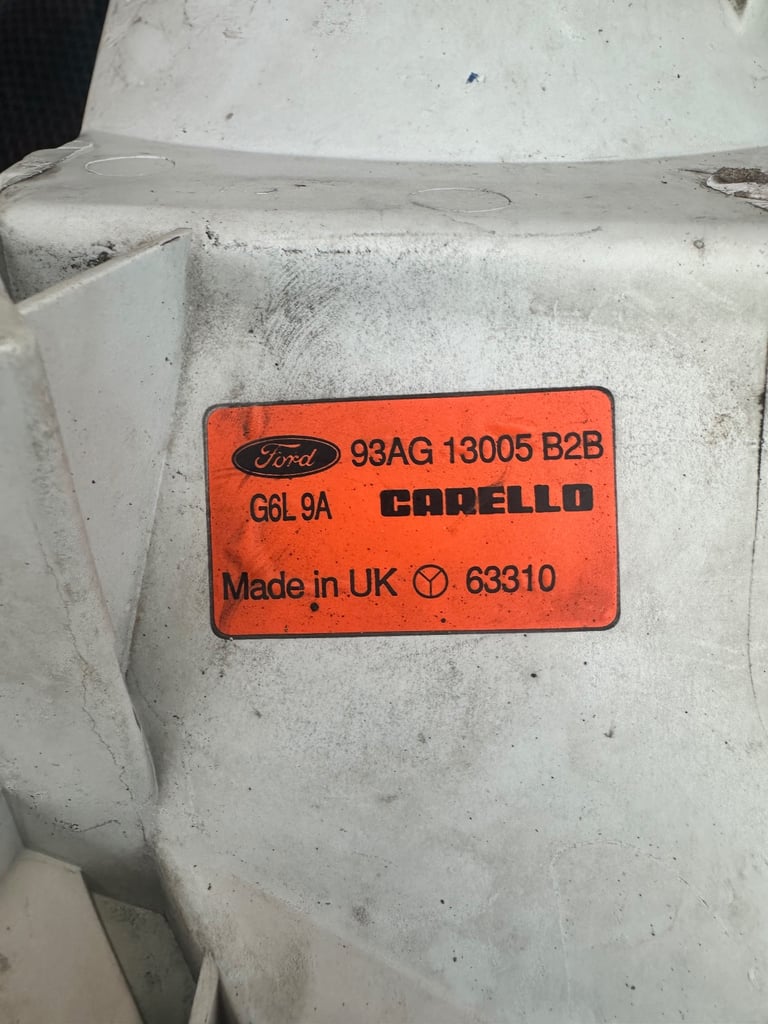 Ford 93AG 13005 B2B
G6L 9A CARELLO
Made in UK 63310